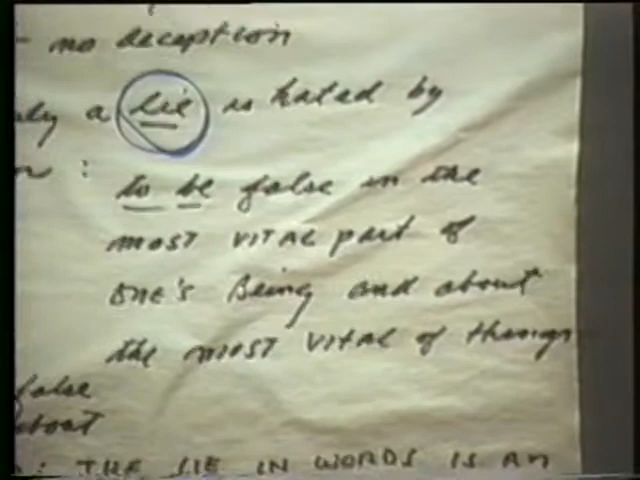 - no deception
a lie is hated by
:
to be false in the
most vital part of
one's Being and about
the most vital of things
false
about
: THE LIE IN WORDS IS AN